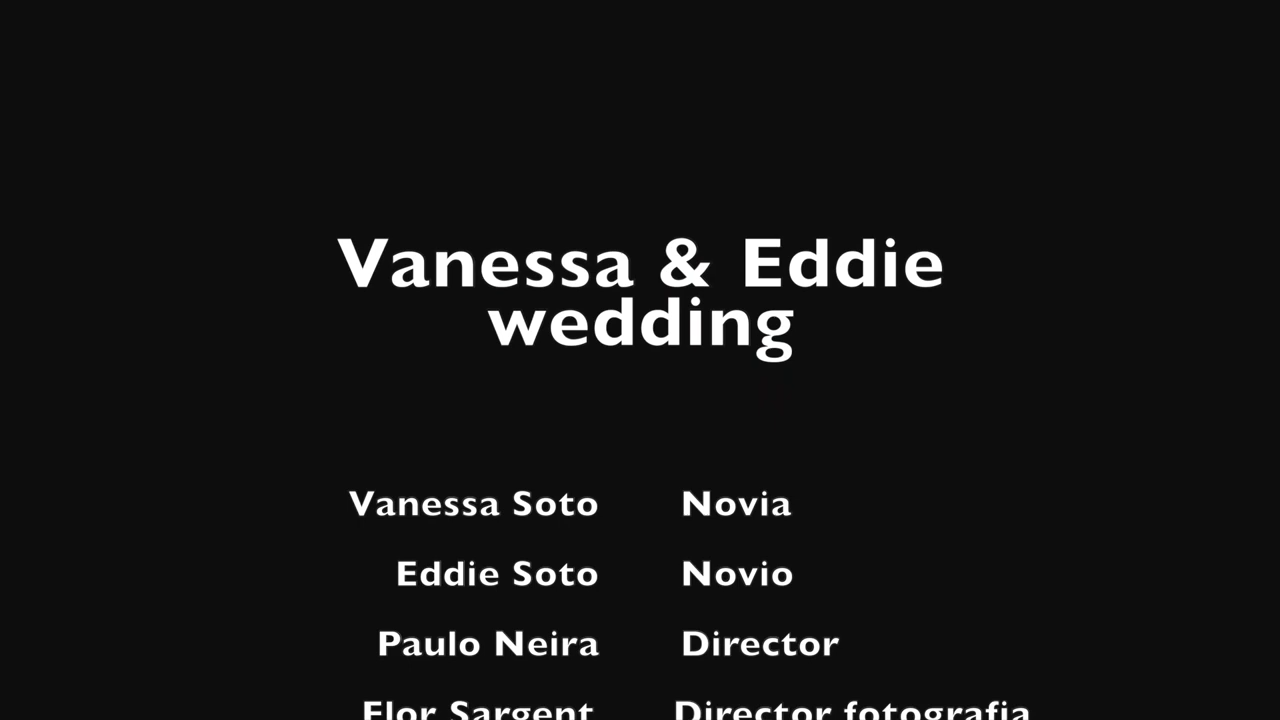 Vanessa & Eddie
wedding
Vanessa Soto Novia
Eddie Soto Novio
Paulo Neira Director
Flor Sargent Director fotografia